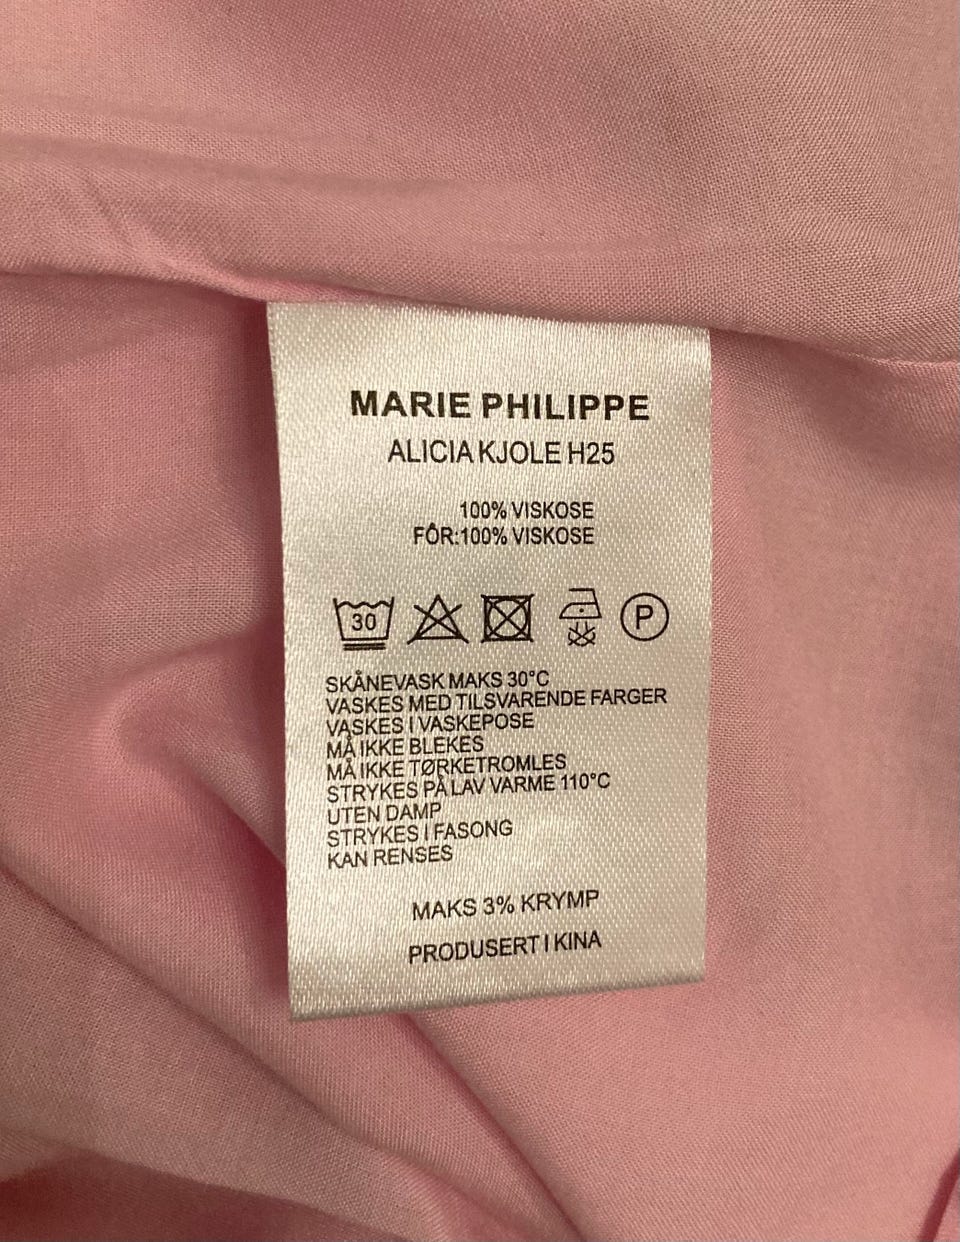 MARIE PHILIPPE
ALICIA KJOLE H25
100% VISKOSE
FÔR:100% VISKOSE
30 P
SKÅNEVASK MAKS 30°C
VASKES MED TILSVARENDE FARGER
VASKES I VASKEPOSE
MÅ IKKE BLEKES
MÅ IKKE TØRKETROMLES
STRYKES PÅ LAV VARME 110°C
UTEN DAMP
STRYKES I FASONG
KAN RENSES
MAKS 3% KRYMP
PRODUSERT I KINA